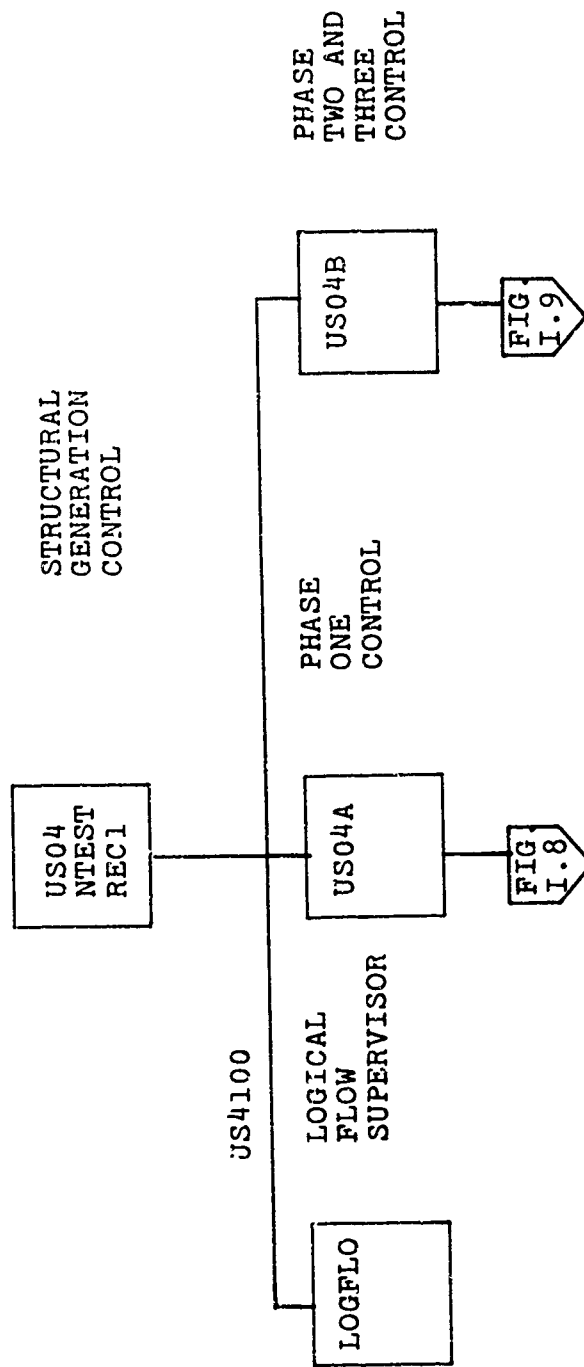 STRUCTURAL
GENERATION
CONTROL
US04
NTEST
REC1
US4100
LOGFLO
LOGICAL
FLOW
SUPERVISOR
US04A
PHASE
ONE
CONTROL
US04B
PHASE
TWO AND
THREE
CONTROL
FIG.
I.8
FIG.
I.9